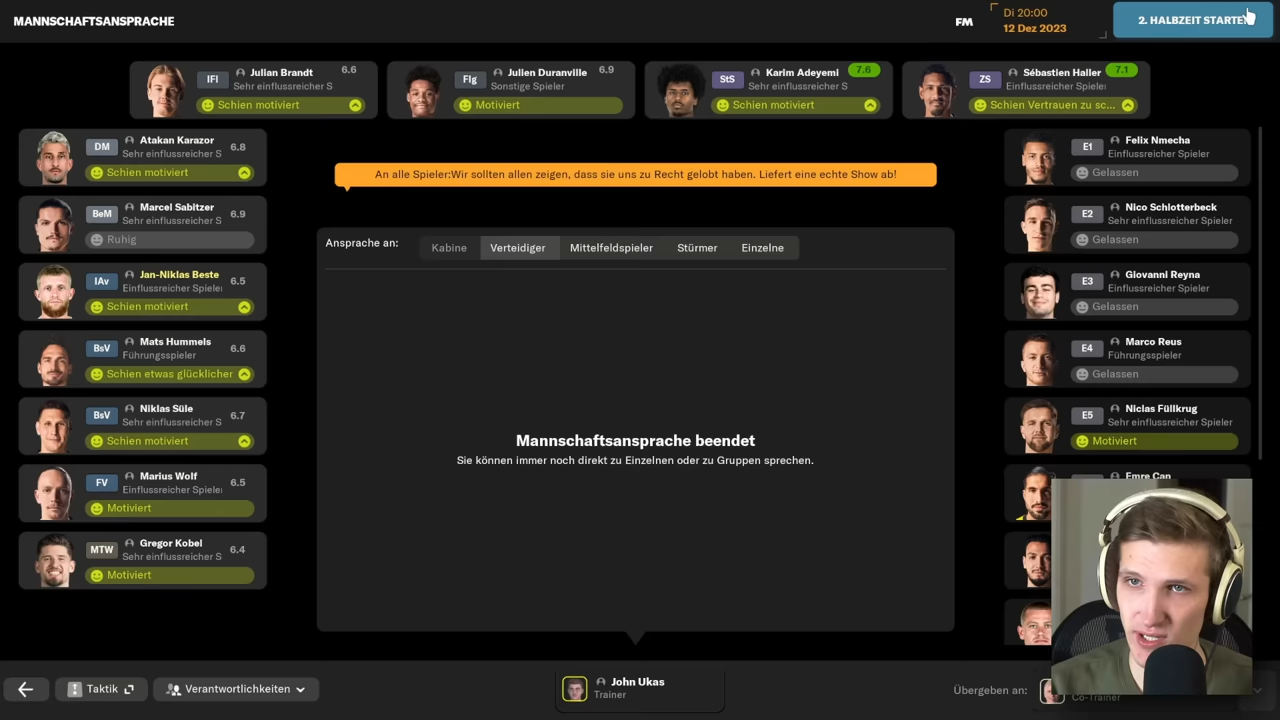 MANNSCHAFTSANSPRACHE
FM
Di 20:00
12 Dez 2023
2. HALBZEIT STARTEN
IFl
Julian Brandt
6.6
Sehr einflussreicher S
Schien motiviert
Flg
Julien Duranville
6.9
Sonstige Spieler
Motiviert
StS
Karim Adeyemi
7.6
Sehr einflussreicher S
Schien motiviert
ZS
Sébastien Haller
7.1
Einflussreicher Spieler
Schien Vertrauen zu sc...
DM
Atakan Karazor
Sehr einflussreicher S
6.8
Schien motiviert
BeM
Marcel Sabitzer
Sehr einflussreicher S
6.9
Ruhig
IAv
Jan-Niklas Beste
Einflussreicher Spieler
6.5
Schien motiviert
BsV
Mats Hummels
Führungsspieler
6.6
Schien etwas glücklicher
BsV
Niklas Süle
Sehr einflussreicher S
6.7
Schien motiviert
FV
Marius Wolf
Einflussreicher Spieler
6.5
Motiviert
MTW
Gregor Kobel
Sehr einflussreicher S
6.4
Motiviert
An alle Spieler:Wir sollten allen zeigen, dass sie uns zu Recht gelobt haben. Liefert eine echte Show ab!
Ansprache an:
Kabine
Verteidiger
Mittelfeldspieler
Stürmer
Einzelne
Mannschaftsansprache beendet
Sie können immer noch direkt zu Einzelnen oder zu Gruppen sprechen.
E1
Felix Nmecha
Einflussreicher Spieler
Gelassen
E2
Nico Schlotterbeck
Sehr einflussreicher Spieler
Gelassen
E3
Giovanni Reyna
Einflussreicher Spieler
Gelassen
E4
Marco Reus
Führungsspieler
Gelassen
E5
Niclas Füllkrug
Sehr einflussreicher Spieler
Motiviert
Emre Can
Taktik
Verantwortlichkeiten
John Ukas
Trainer
Übergeben an:
Co-Trainer